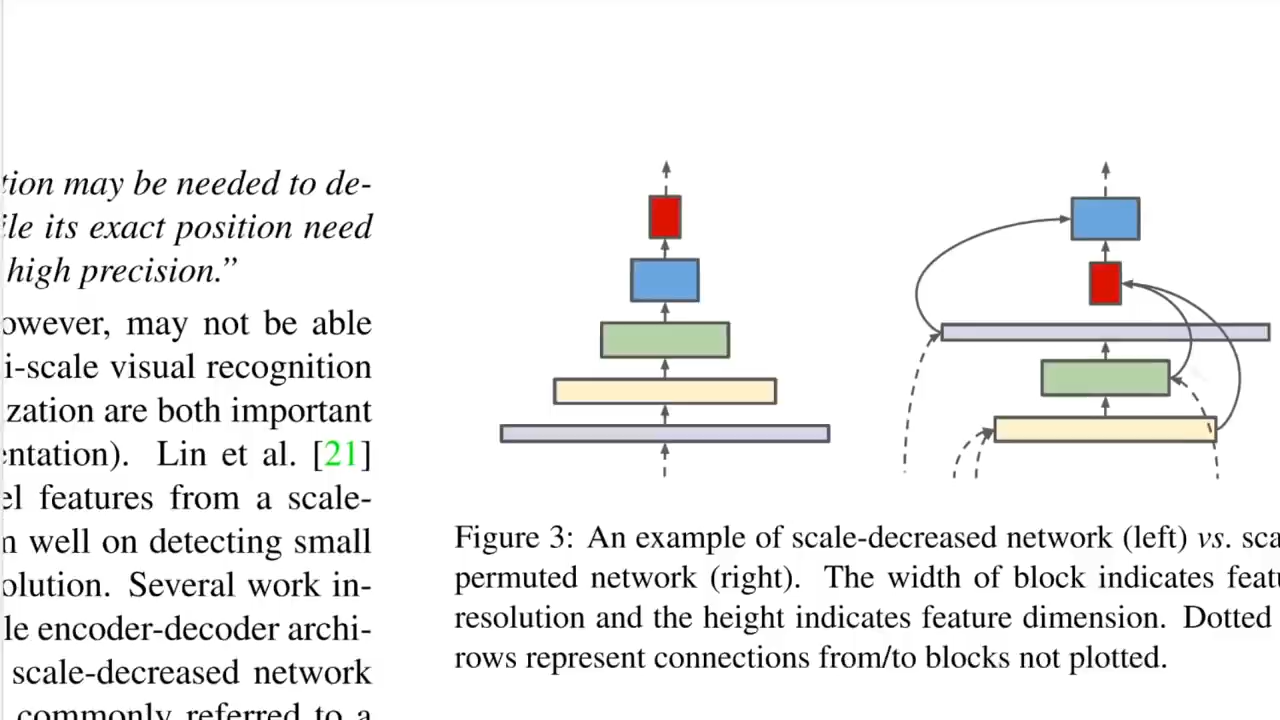 tion may be needed to de-
ile its exact position need
high precision.”
owever, may not be able
i-scale visual recognition
zation are both important
entation). Lin et al. [21]
el features from a scale-
n well on detecting small
olution. Several work in-
le encoder-decoder archi-
scale-decreased network
commonly referred to a
Figure 3: An example of scale-decreased network (left) vs. sca
permuted network (right). The width of block indicates featu
resolution and the height indicates feature dimension. Dotted
rows represent connections from/to blocks not plotted.